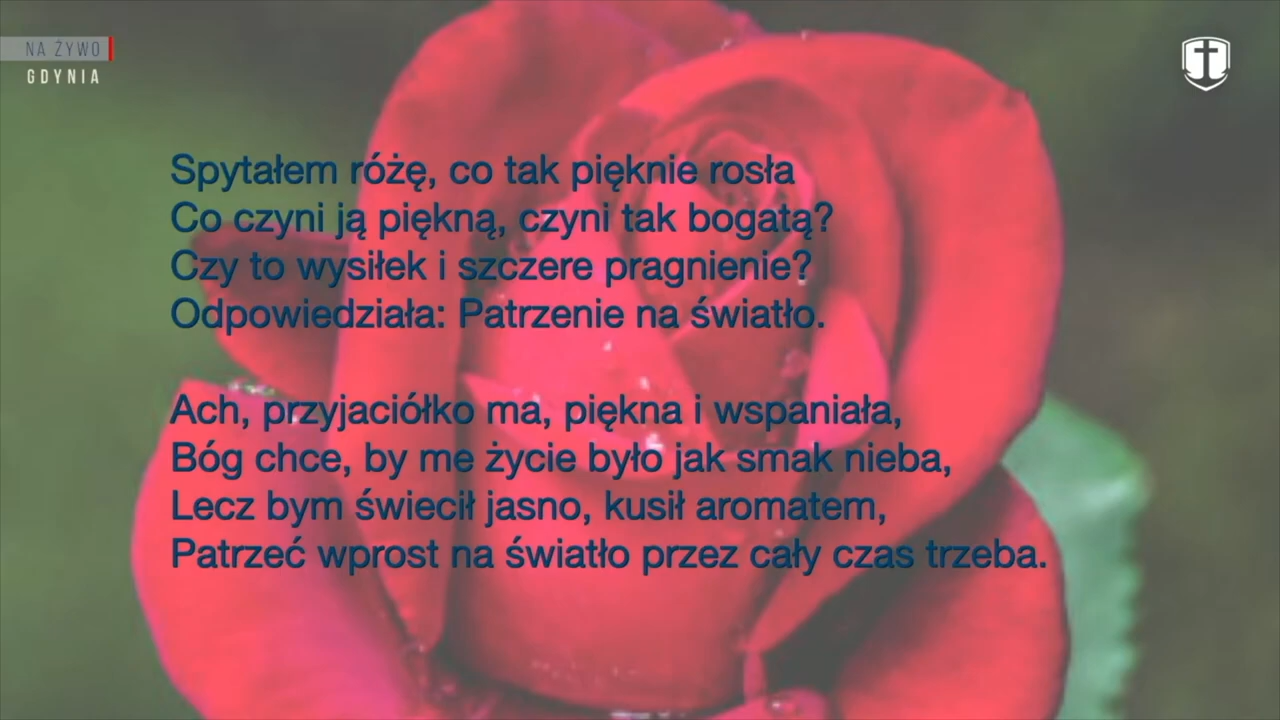 NA ŻYWO
GDYNIA
Spytałem różę, co tak pięknie rosła
Co czyni ją piękną, czyni tak bogatą?
Czy to wysiłek i szczere pragnienie?
Odpowiedziała: Patrzenie na światło.
Ach, przyjaciółko ma, piękna i wspaniała,
Bóg chce, by me życie było jak smak nieba,
Lecz bym świecił jasno, kusił aromatem,
Patrzeć wprost na światło przez cały czas trzeba.